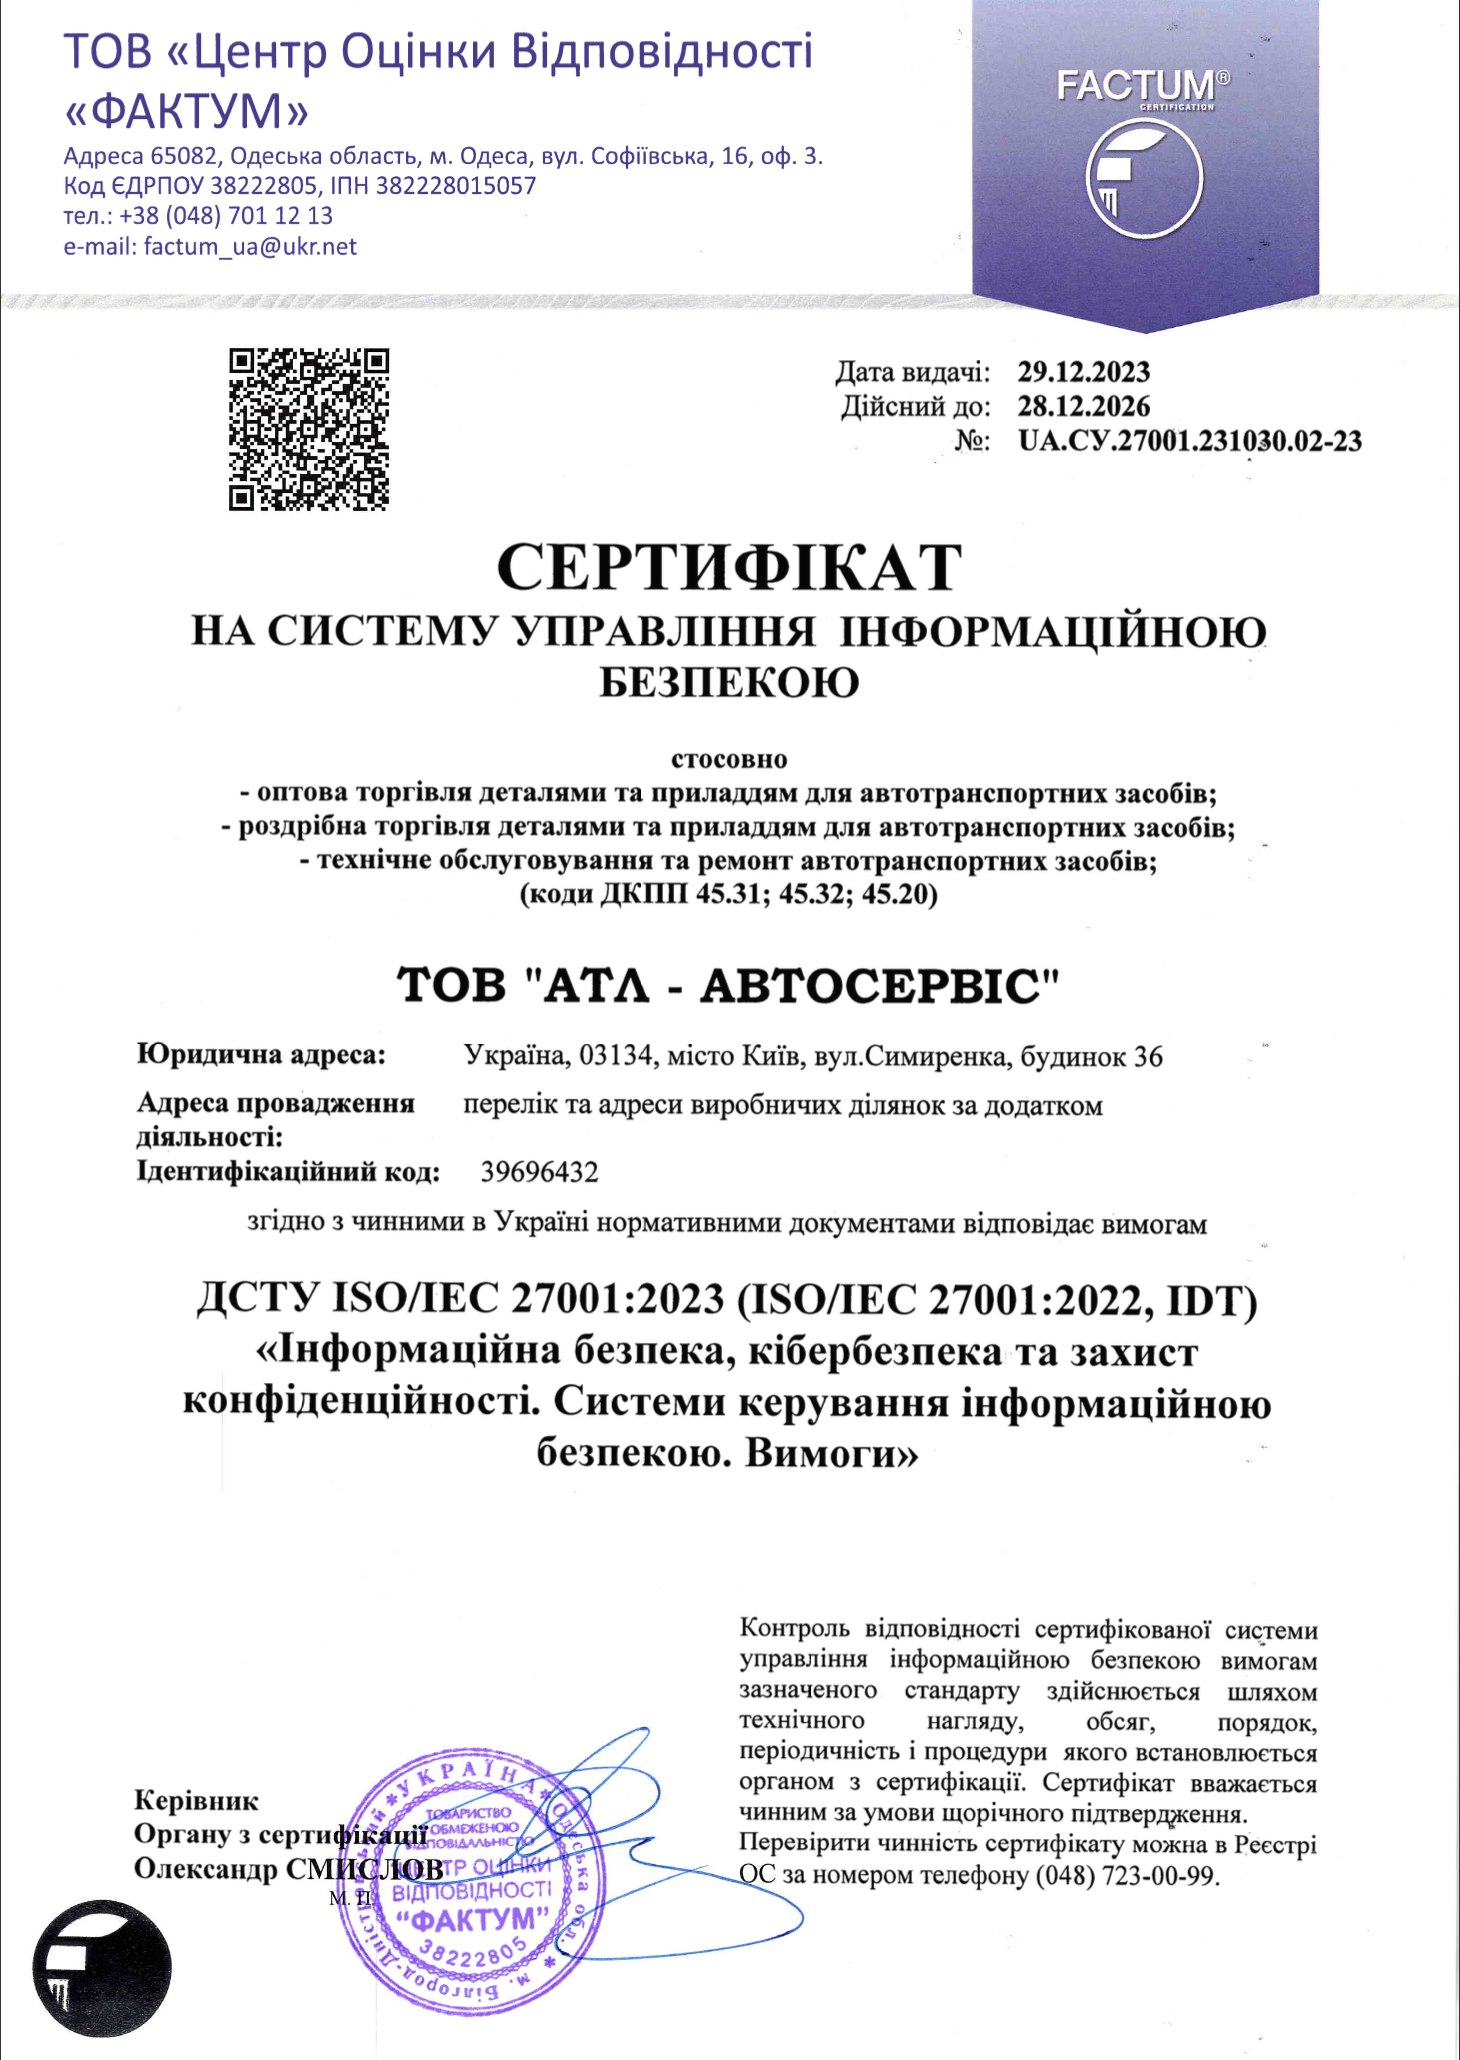 ТОВ «Центр Оцінки Відповідності
«ФАКТУМ»
Адреса 65082, Одеська область, м. Одеса, вул. Софіївська, 16, оф. 3.
Код ЄДРПОУ 38222805, ІПН 382228015057
тел.: +38 (048) 701 12 13
e-mail: factum_ua@ukr.net
FACTUM®
CERTIFICATION
Дата видачі: 29.12.2023
Дійсний до: 28.12.2026
№: UA.СУ.27001.231030.02-23
СЕРТИФІКАТ
НА СИСТЕМУ УПРАВЛІННЯ ІНФОРМАЦІЙНОЮ
БЕЗПЕКОЮ
стосовно
- оптова торгівля деталями та приладдям для автотранспортних засобів;
- роздрібна торгівля деталями та приладдям для автотранспортних засобів;
- технічне обслуговування та ремонт автотранспортних засобів;
(коди ДКПП 45.31; 45.32; 45.20)
ТОВ "АТЛ - АВТОСЕРВІС"
Юридична адреса: Україна, 03134, місто Київ, вул.Симиренка, будинок 36
Адреса провадження перелік та адреси виробничих ділянок за додатком
діяльності:
Ідентифікаційний код: 39696432
згідно з чинними в Україні нормативними документами відповідає вимогам
ДСТУ ISO/IEC 27001:2023 (ISO/IEC 27001:2022, IDT)
«Інформаційна безпека, кібербезпека та захист
конфіденційності. Системи керування інформаційною
безпекою. Вимоги»
Контроль відповідності сертифікованої системи
управління інформаційною безпекою вимогам
зазначеного стандарту здійснюється шляхом
технічного нагляду, обсяг, порядок,
періодичність і процедури якого встановлюється
органом з сертифікації. Сертифікат вважається
чинним за умови щорічного підтвердження.
Перевірити чинність сертифікату можна в Реєстрі
ОС за номером телефону (048) 723-00-99.
Керівник
Органу з сертифікації
Олександр СМИСЛОВ
М. П.
УКРАЇНА * Одеська обл. * м. Білгород-Дністровський *
ТОВАРИСТВО
З ОБМЕЖЕНОЮ
ВІДПОВІДАЛЬНІСТЮ
ЦЕНТР ОЦІНКИ
ВІДПОВІДНОСТІ
"ФАКТУМ"
38222805